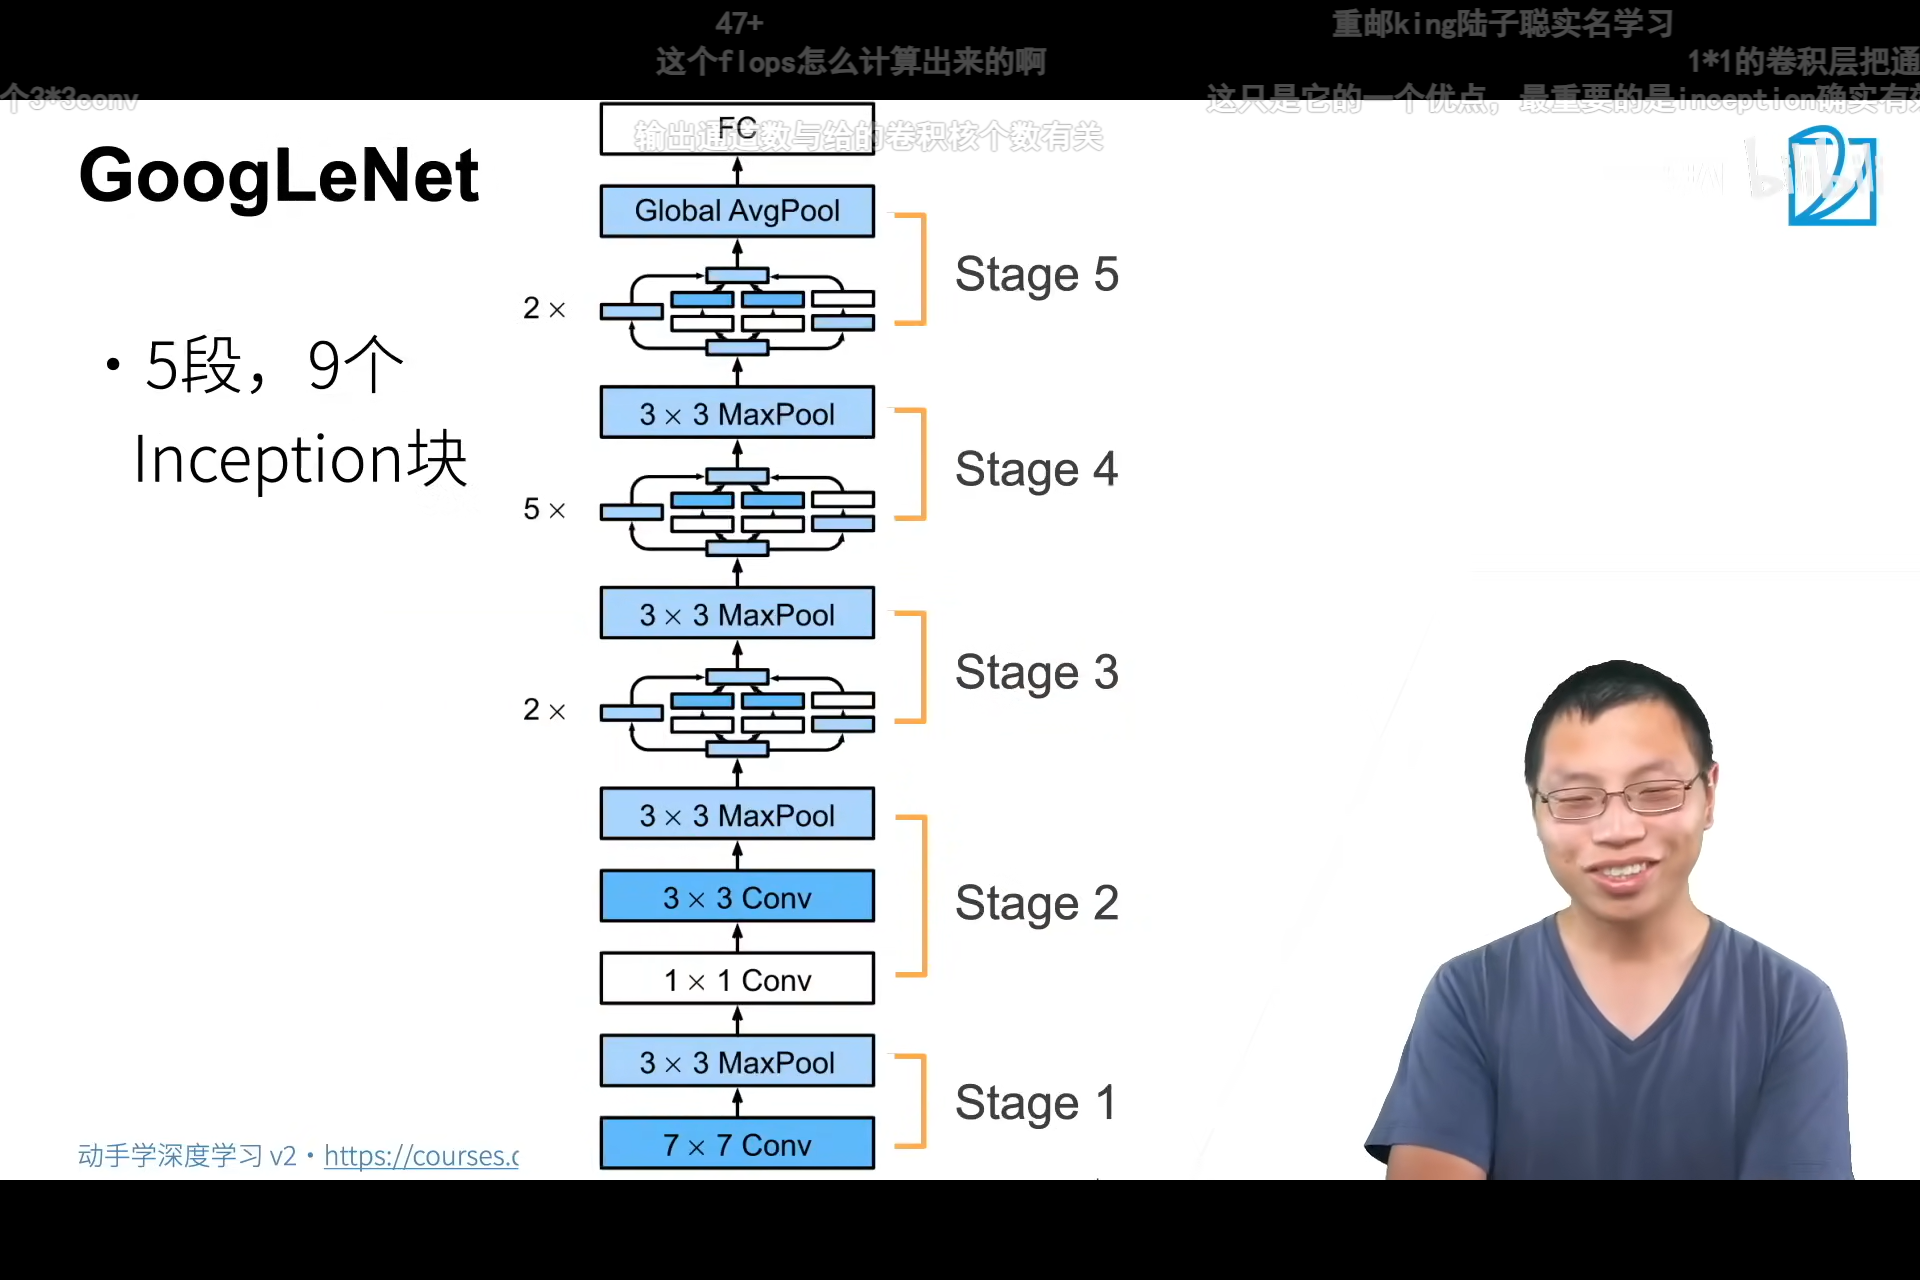 47+
重邮king陆子聪实名学习
这个flops怎么计算出来的啊
1*1的卷积层把通
个3*3conv
这只是它的一个优点，最重要的是inception确实有效
输出通道数与给的卷积核个数有关
GoogLeNet
bilibili
• 5段，9个
Inception块
FC
Global AvgPool
Stage 5
2 ×
3 × 3 MaxPool
Stage 4
5 ×
3 × 3 MaxPool
Stage 3
2 ×
3 × 3 MaxPool
3 × 3 Conv
Stage 2
1 × 1 Conv
3 × 3 MaxPool
Stage 1
7 × 7 Conv
动手学深度学习 v2 • https://courses.c